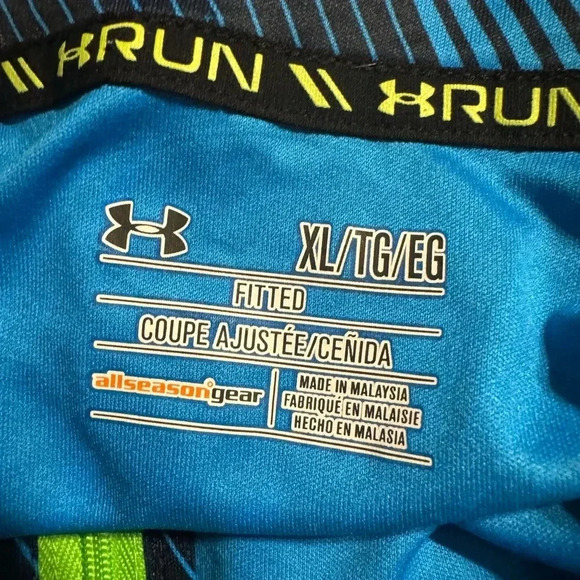 RUN \\ RUN
XL/TG/EG
FITTED
COUPE AJUSTÉE/CEÑIDA
allseasongear
MADE IN MALAYSIA
FABRIQUÉ EN MALAISIE
HECHO EN MALASIA